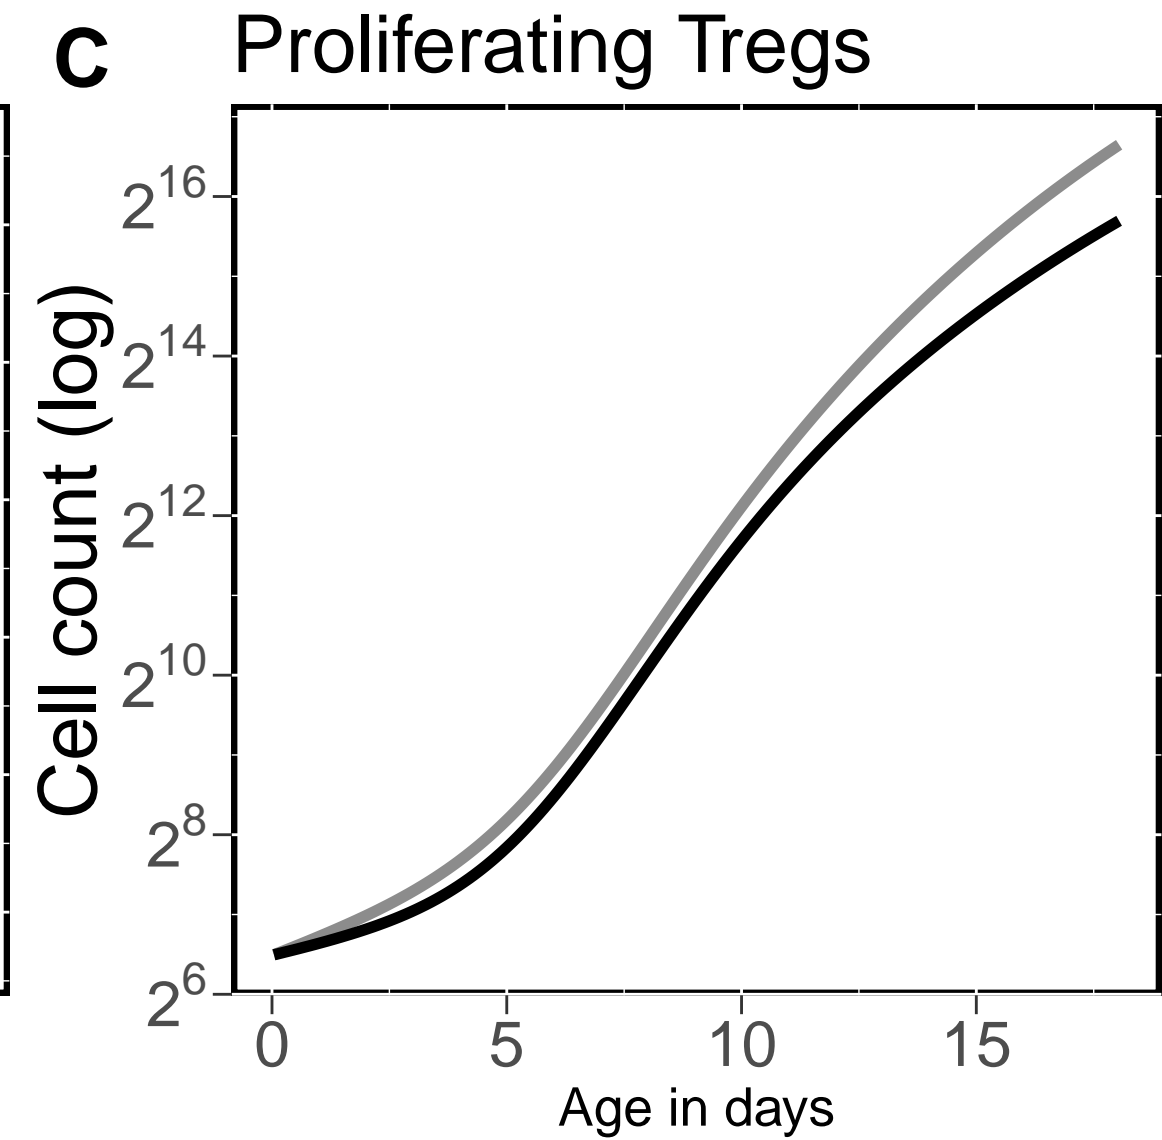 C Proliferating Tregs
Cell count (log)
2^16
2^14
2^12
2^10
2^8
2^6
0 5 10 15
Age in days